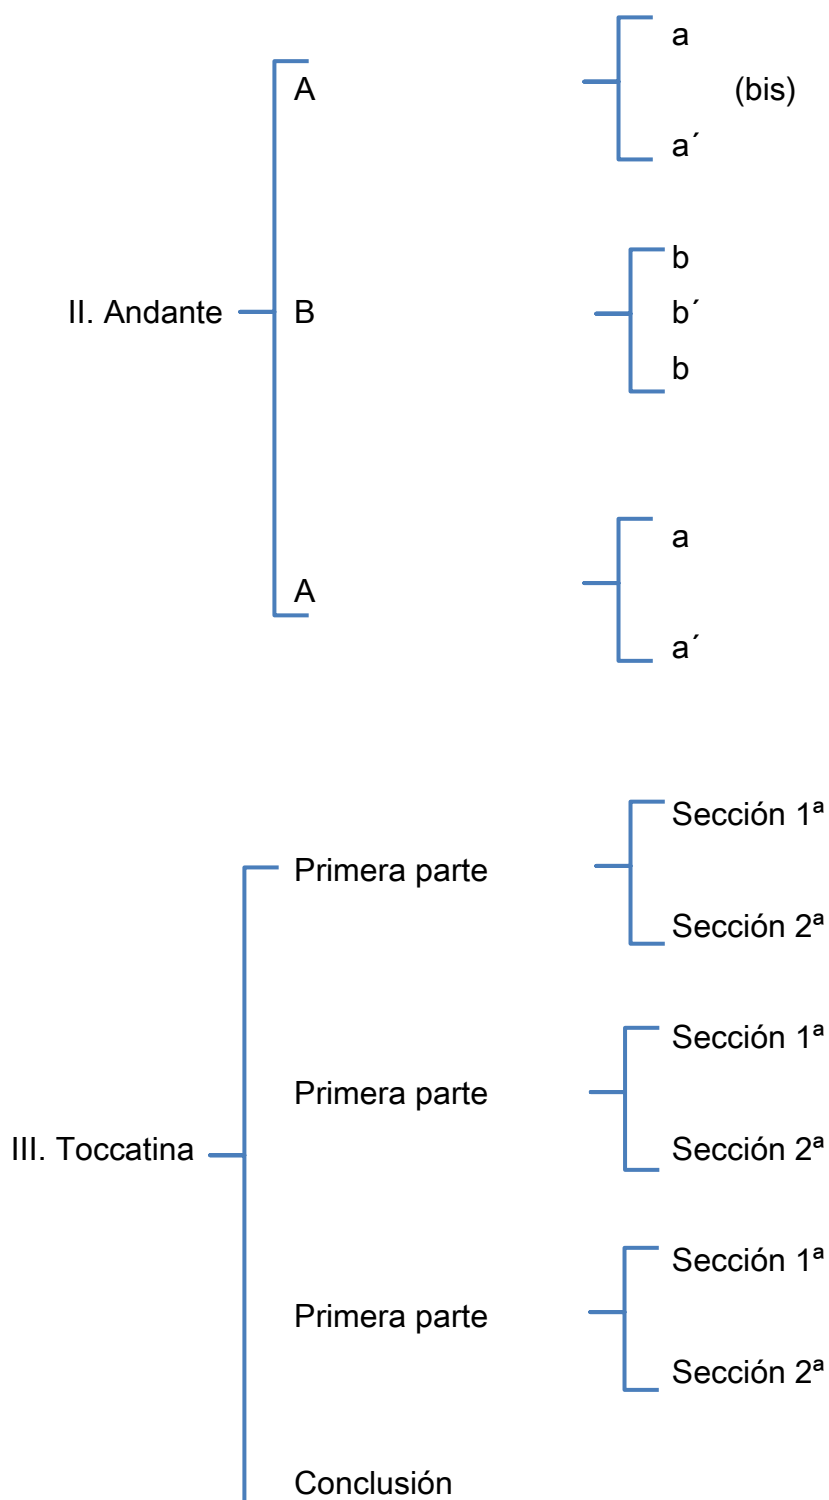 a
A (bis)
a´
b
II. Andante B b´
b
a
A
a´
Sección 1ª
Primera parte
Sección 2ª
Sección 1ª
Primera parte
III. Toccatina Sección 2ª
Sección 1ª
Primera parte
Sección 2ª
Conclusión